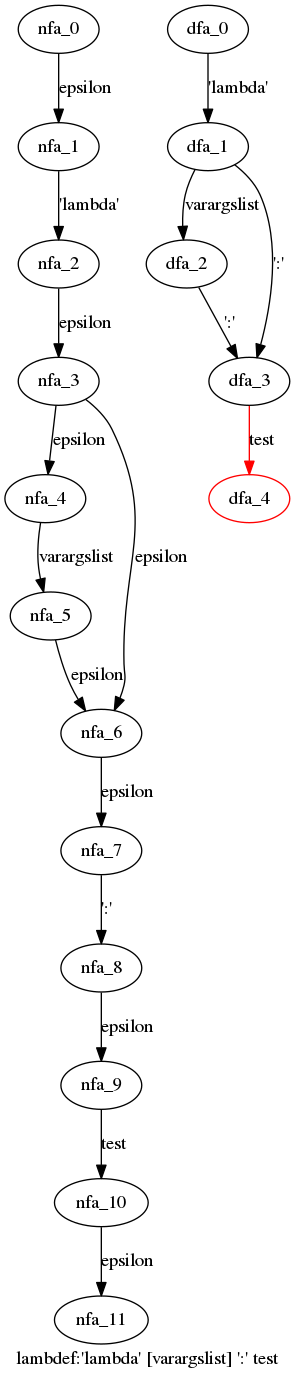 nfa_0
epsilon
nfa_1
'lambda'
nfa_2
epsilon
nfa_3
epsilon
nfa_4
varargslist
epsilon
nfa_5
epsilon
nfa_6
epsilon
nfa_7
':'
nfa_8
epsilon
nfa_9
test
nfa_10
epsilon
nfa_11
dfa_0
'lambda'
dfa_1
varargslist
dfa_2
':'
':'
dfa_3
test
dfa_4
lambdef:'lambda' [varargslist] ':' test